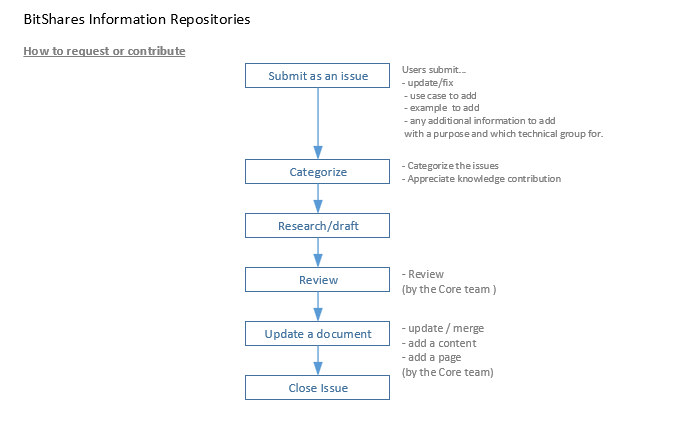 BitShares Information Repositories
How to request or contribute
Submit as an issue
Users submit...
- update/fix
- use case to add
- example to add
- any additional information to add
with a purpose and which technical group for.
Categorize
- Categorize the issues
- Appreciate knowledge contribution
Research/draft
Review
- Review
(by the Core team )
Update a document
- update / merge
- add a content
- add a page
(by the Core team)
Close Issue